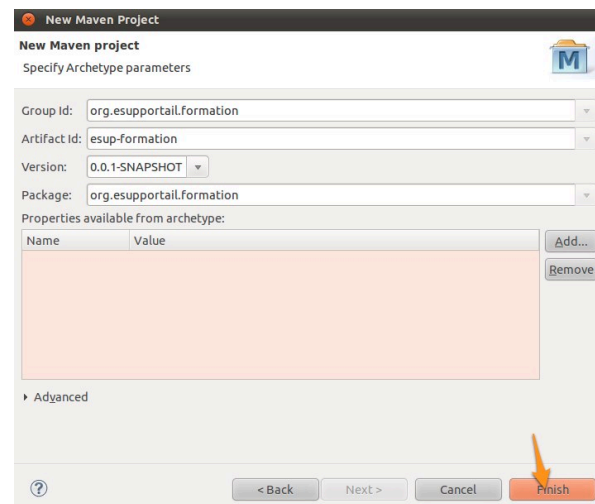 New Maven Project
New Maven project
Specify Archetype parameters
M
Group Id: org.esupportail.formation
Artifact Id: esup-formation
Version: 0.0.1-SNAPSHOT
Package: org.esupportail.formation
Properties available from archetype:
Name Value
Add...
Remove
Advanced
? < Back Next > Cancel Finish